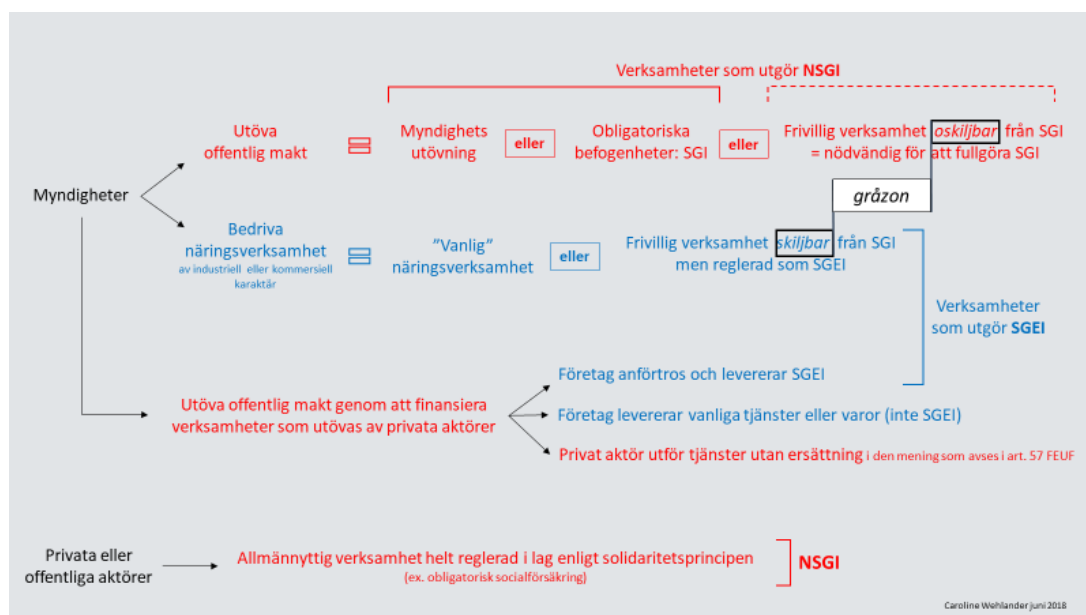 Verksamheter som utgör NSGI
Utöva
offentlig makt
Myndighets
utövning
eller
Obligatoriska
befogenheter: SGI
eller
Frivillig verksamhet oskiljbar från SGI
= nödvändig för att fullgöra SGI
Myndigheter
gråzon
Bedriva
näringsverksamhet
av industriell eller kommersiell
karaktär
"Vanlig"
näringsverksamhet
eller
Frivillig verksamhet skiljbar från SGI
men reglerad som SGEI
Verksamheter
som utgör SGEI
Företag anförtros och levererar SGEI
Utöva offentlig makt genom att finansiera
verksamheter som utövas av privata aktörer
Företag levererar vanliga tjänster eller varor (inte SGEI)
Privat aktör utför tjänster utan ersättning i den mening som avses i art. 57 FEUF
Privata eller
offentliga aktörer
Allmännyttig verksamhet helt reglerad i lag enligt solidaritetsprincipen
(ex. obligatorisk socialförsäkring)
NSGI
Caroline Wehlander juni 2018